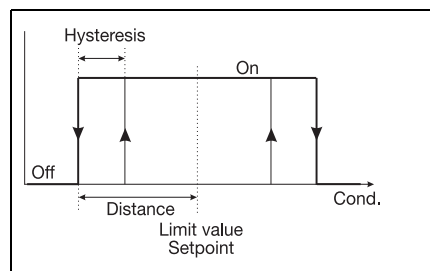 Hysteresis
On
Off
Distance
Cond.
Limit value
Setpoint